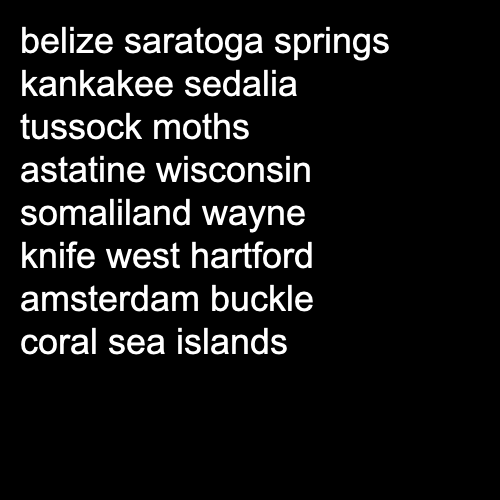 belize saratoga springs
kankakee sedalia
tussock moths
astatine wisconsin
somaliland wayne
knife west hartford
amsterdam buckle
coral sea islands